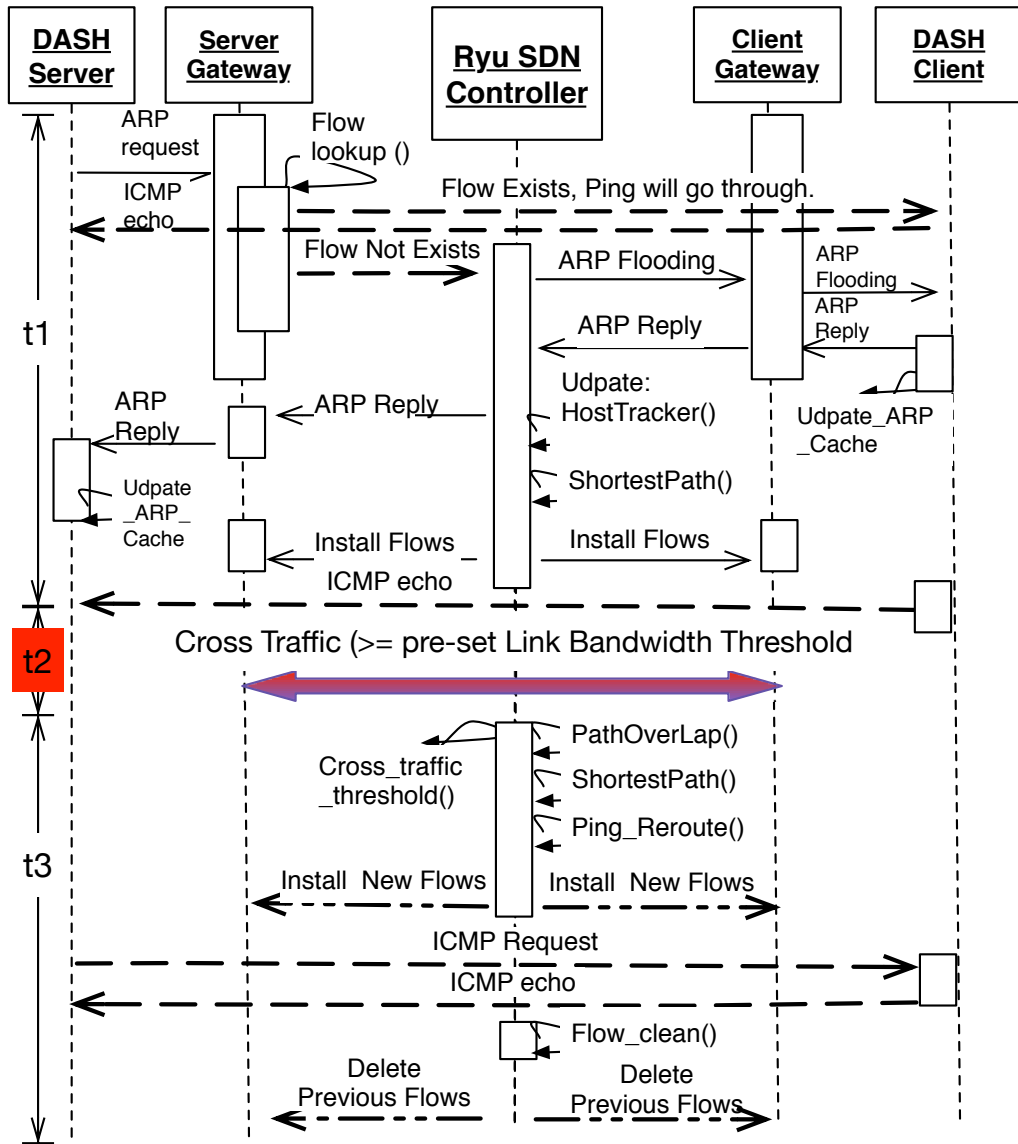 DASH
Server
Server
Gateway
Ryu SDN
Controller
Client
Gateway
DASH
Client
ARP
request
Flow
lookup ()
ICMP
echo
Flow Exists, Ping will go through.
Flow Not Exists
ARP Flooding
ARP
Flooding
ARP
Reply
ARP Reply
t1
Udpate:
HostTracker()
ARP Reply
ARP
Reply
Udpate_ARP
_Cache
ShortestPath()
Udpate
_ARP_
Cache
Install Flows
Install Flows
ICMP echo
t2
Cross Traffic (>= pre-set Link Bandwidth Threshold
PathOverLap()
Cross_traffic
_threshold()
ShortestPath()
Ping_Reroute()
t3
Install New Flows
Install New Flows
ICMP Request
ICMP echo
Flow_clean()
Delete
Previous Flows
Delete
Previous Flows